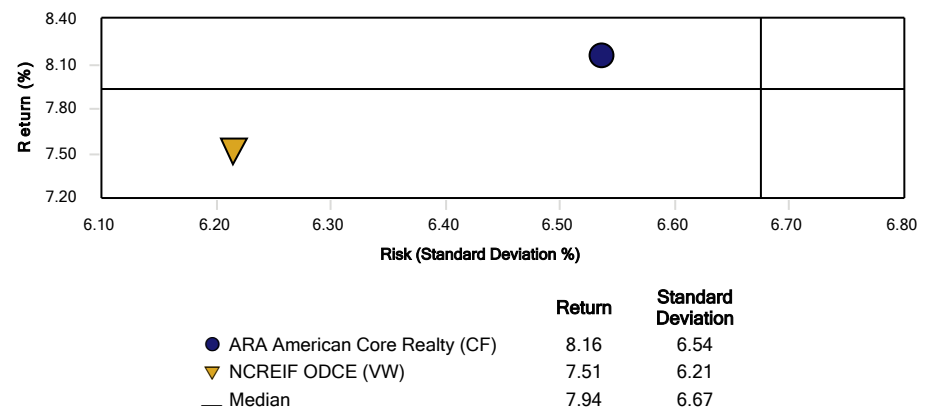 8.40
8.10
7.80
7.50
7.20
Return (%)
6.10 6.20 6.30 6.40 6.50 6.60 6.70 6.80
Risk (Standard Deviation %)
Return Standard Deviation
ARA American Core Realty (CF) 8.16 6.54
NCREIF ODCE (VW) 7.51 6.21
Median 7.94 6.67